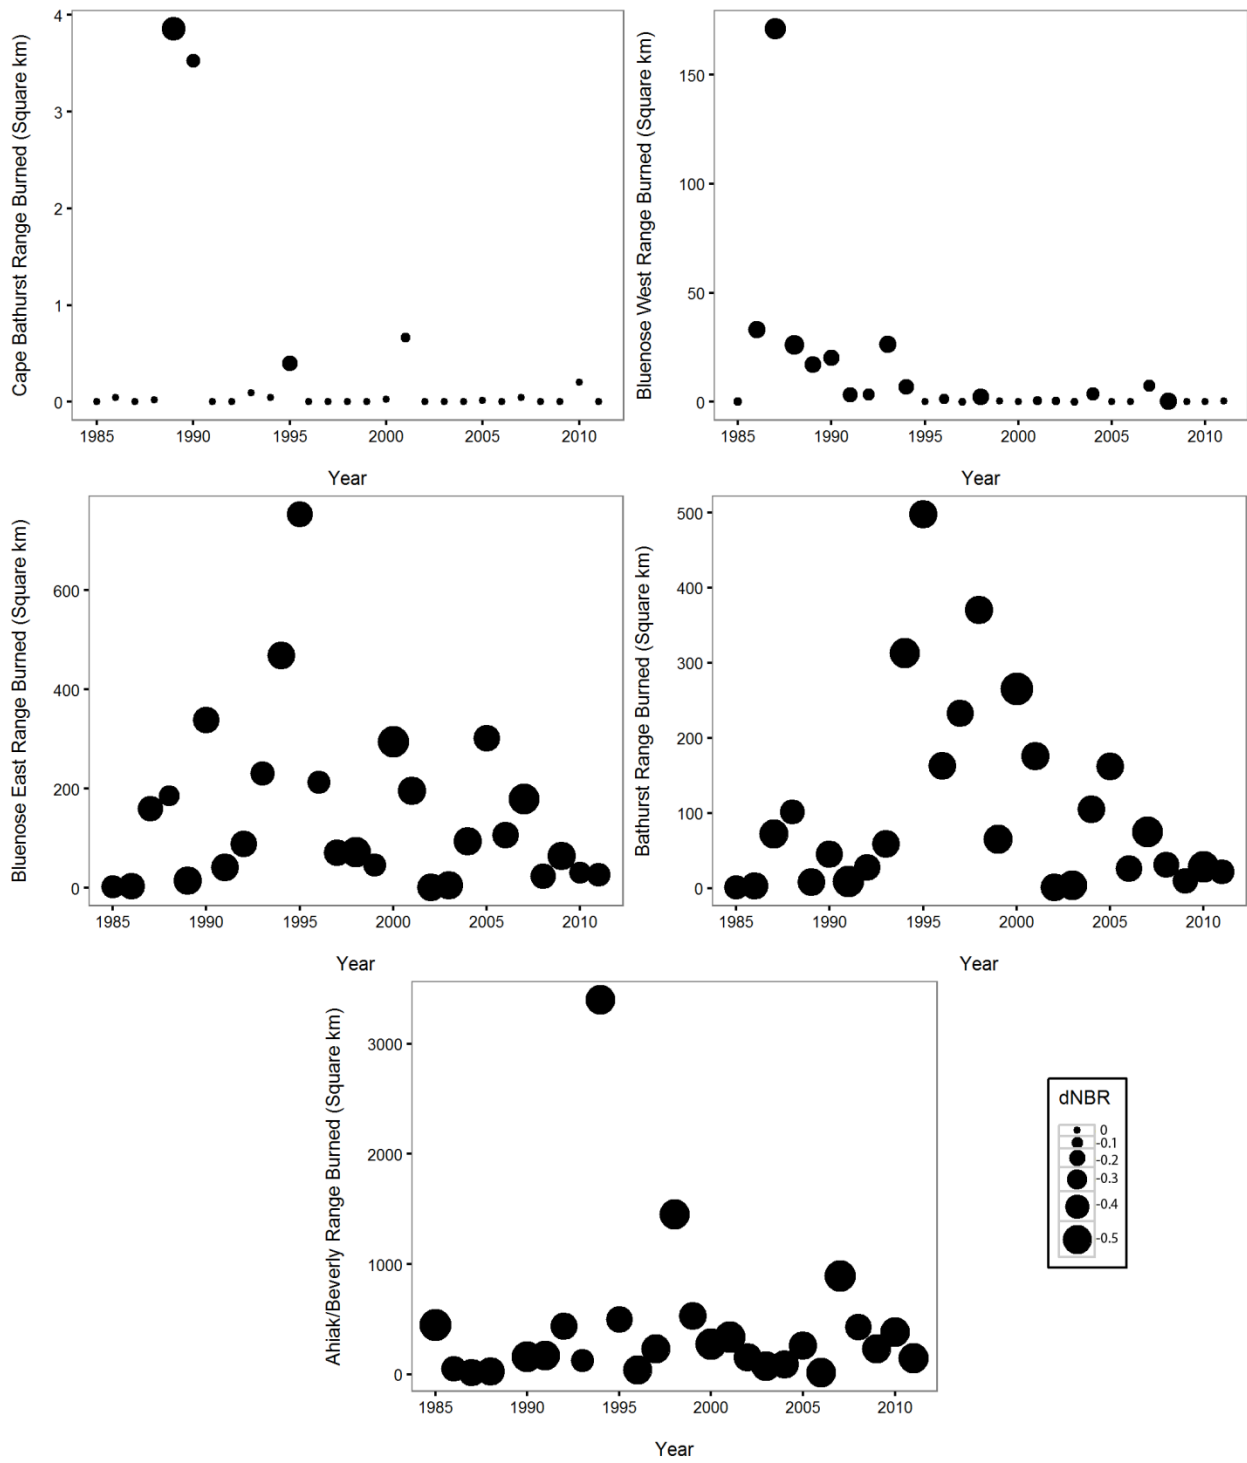 Cape Bathurst Range Burned (Square km)
4
3
2
1
0
1985 1990 1995 2000 2005 2010
Year
Bluenose West Range Burned (Square km)
150
100
50
0
1985 1990 1995 2000 2005 2010
Year
Bluenose East Range Burned (Square km)
600
400
200
0
1985 1990 1995 2000 2005 2010
Year
Bathurst Range Burned (Square km)
500
400
300
200
100
0
1985 1990 1995 2000 2005 2010
Year
Ahiak/Beverly Range Burned (Square km)
3000
2000
1000
0
1985 1990 1995 2000 2005 2010
Year
dNBR
0
-0.1
-0.2
-0.3
-0.4
-0.5